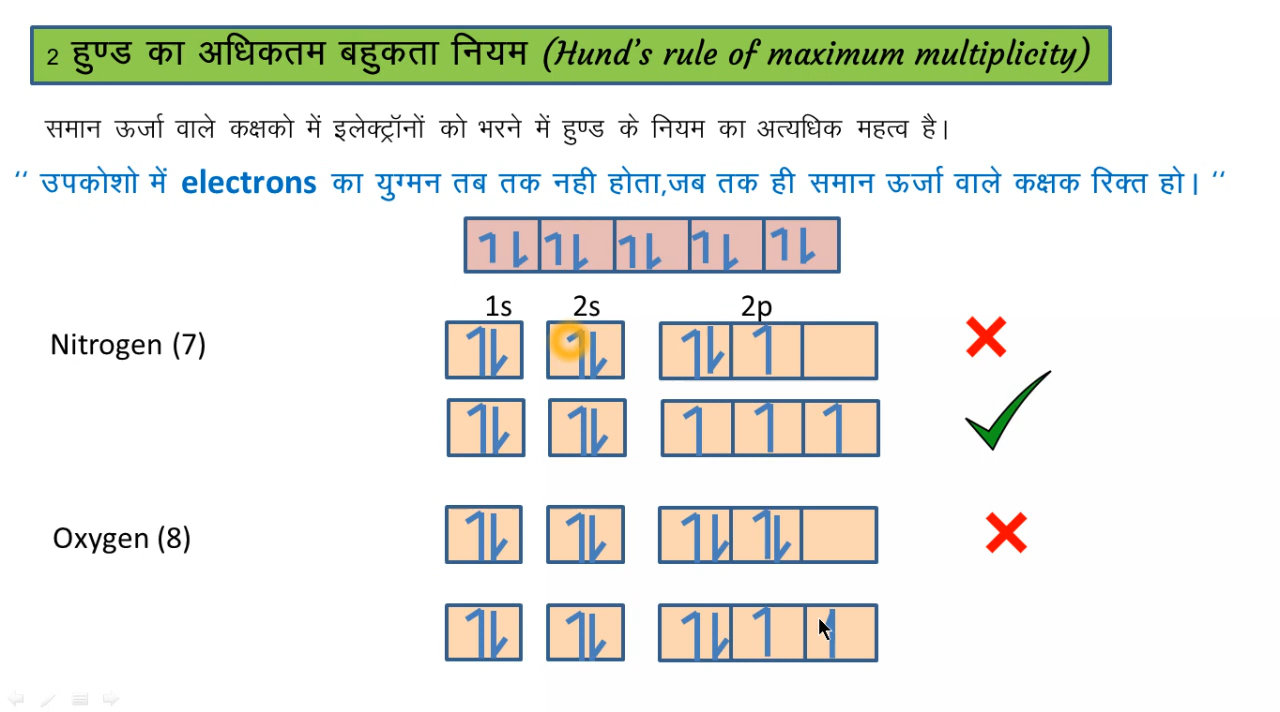 2 हुण्ड का अधिकतम बहुकता नियम (Hund's rule of maximum multiplicity)
समान ऊर्जा वाले कक्षको में इलेक्ट्रॉनों को भरने में हुण्ड के नियम का अत्यधिक महत्व है।
‘‘ उपकोशो में electrons का युग्मन तब तक नही होता,जब तक ही समान ऊर्जा वाले कक्षक रिक्त हो। ‘‘
1s 2s 2p
Nitrogen (7)
Oxygen (8)